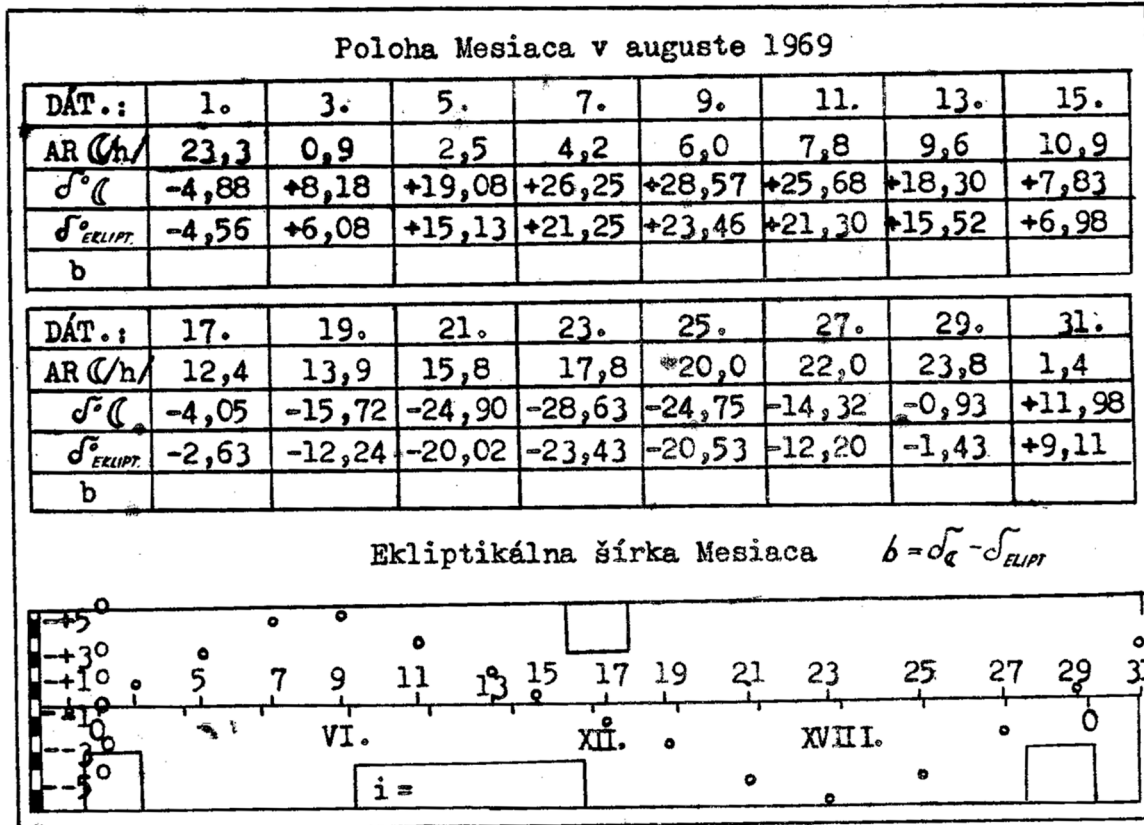 Poloha Mesiaca v auguste 1969
DÁT.: 1. 3. 5. 7. 9. 11. 13. 15.
AR ☾/h/ 23,3 0,9 2,5 4,2 6,0 7,8 9,6 10,9
δ°☾ -4,88 +8,18 +19,08 +26,25 +28,57 +25,68 +18,30 +7,83
δ°EKLIPT. -4,56 +6,08 +15,13 +21,25 +23,46 +21,30 +15,52 +6,98
b
DÁT.: 17. 19. 21. 23. 25. 27. 29. 31.
AR ☾/h/ 12,4 13,9 15,8 17,8 20,0 22,0 23,8 1,4
δ°☾ -4,05 -15,72 -24,90 -28,63 -24,75 -14,32 -0,93 +11,98
δ°EKLIPT. -2,63 -12,24 -20,02 -23,43 -20,53 -12,20 -1,43 +9,11
b
Ekliptikálna šírka Mesiaca b = δ☾ - δELIPT
+5°
+3°
+1° 5 7 9 11 13 15 17 19 21 23 25 27 29
-1° VI. XII. XVIII. 0
-3°
-5° i =